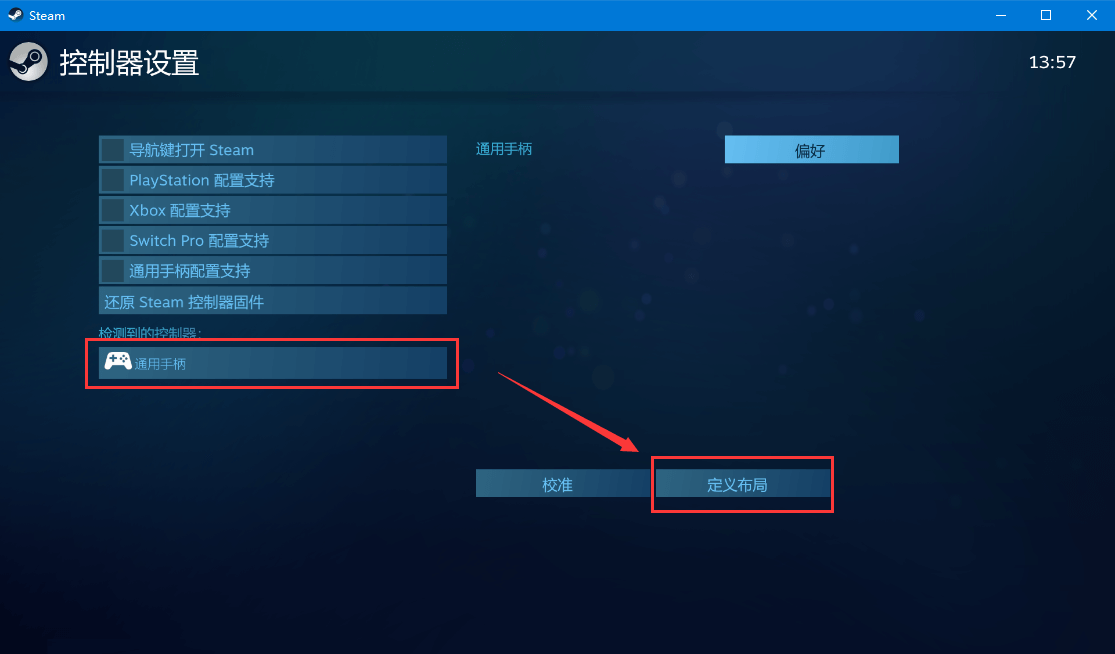 Steam
控制器设置
13:57
导航键打开 Steam
PlayStation 配置支持
Xbox 配置支持
Switch Pro 配置支持
通用手柄配置支持
还原 Steam 控制器固件
检测到的控制器:
通用手柄
通用手柄
偏好
校准
定义布局